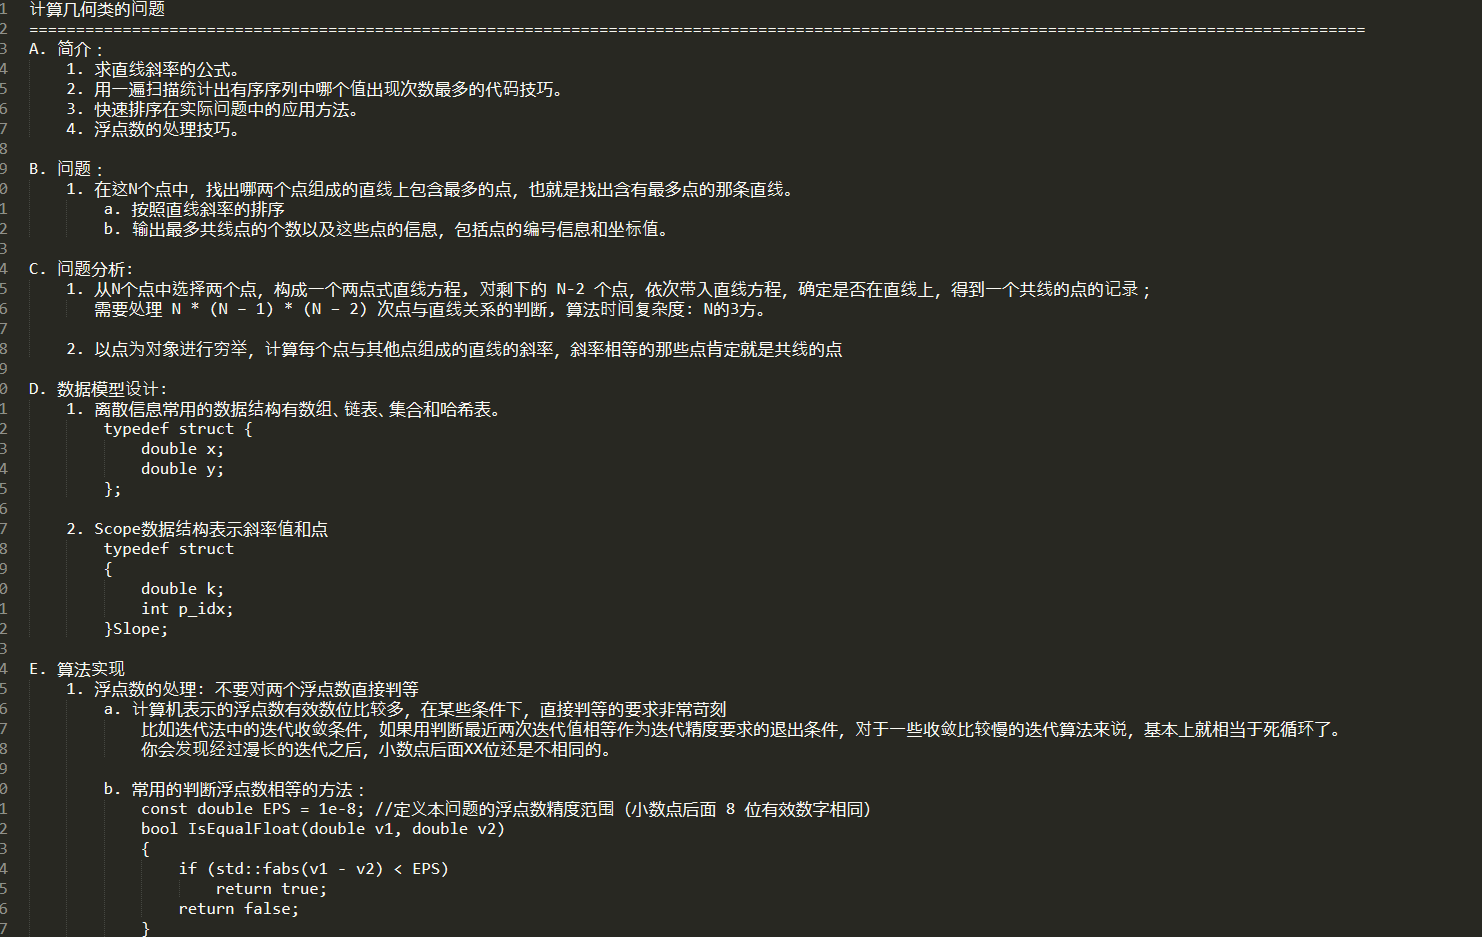 1 计算几何类的问题
2 ================================================================================================================================================
3 A. 简介：
4 1. 求直线斜率的公式。
5 2. 用一遍扫描统计出有序序列中哪个值出现次数最多的代码技巧。
6 3. 快速排序在实际问题中的应用方法。
7 4. 浮点数的处理技巧。
8
9 B. 问题：
0 1. 在这N个点中，找出哪两个点组成的直线上包含最多的点，也就是找出含有最多点的那条直线。
1 a. 按照直线斜率的排序
2 b. 输出最多共线点的个数以及这些点的信息，包括点的编号信息和坐标值。
3
4 C. 问题分析:
5 1. 从N个点中选择两个点，构成一个两点式直线方程，对剩下的 N-2 个点，依次带入直线方程，确定是否在直线上，得到一个共线的点的记录；
6 需要处理 N * (N – 1) * (N – 2) 次点与直线关系的判断，算法时间复杂度: N的3方。
7
8 2. 以点为对象进行穷举，计算每个点与其他点组成的直线的斜率，斜率相等的那些点肯定就是共线的点
9
0 D. 数据模型设计:
1 1. 离散信息常用的数据结构有数组、链表、集合和哈希表。
2 typedef struct {
3 double x;
4 double y;
5 };
6
7 2. Scope数据结构表示斜率值和点
8 typedef struct
9 {
0 double k;
1 int p_idx;
2 }Slope;
3
4 E. 算法实现
5 1. 浮点数的处理: 不要对两个浮点数直接判等
6 a. 计算机表示的浮点数有效数位比较多，在某些条件下，直接判等的要求非常苛刻
7 比如迭代法中的迭代收敛条件，如果用判断最近两次迭代值相等作为迭代精度要求的退出条件，对于一些收敛比较慢的迭代算法来说，基本上就相当于死循环了。
8 你会发现经过漫长的迭代之后，小数点后面XX位还是不相同的。
9
0 b. 常用的判断浮点数相等的方法：
1 const double EPS = 1e-8; //定义本问题的浮点数精度范围（小数点后面 8 位有效数字相同）
2 bool IsEqualFloat(double v1, double v2)
3 {
4 if (std::fabs(v1 - v2) < EPS)
5 return true;
6 return false;
7 }